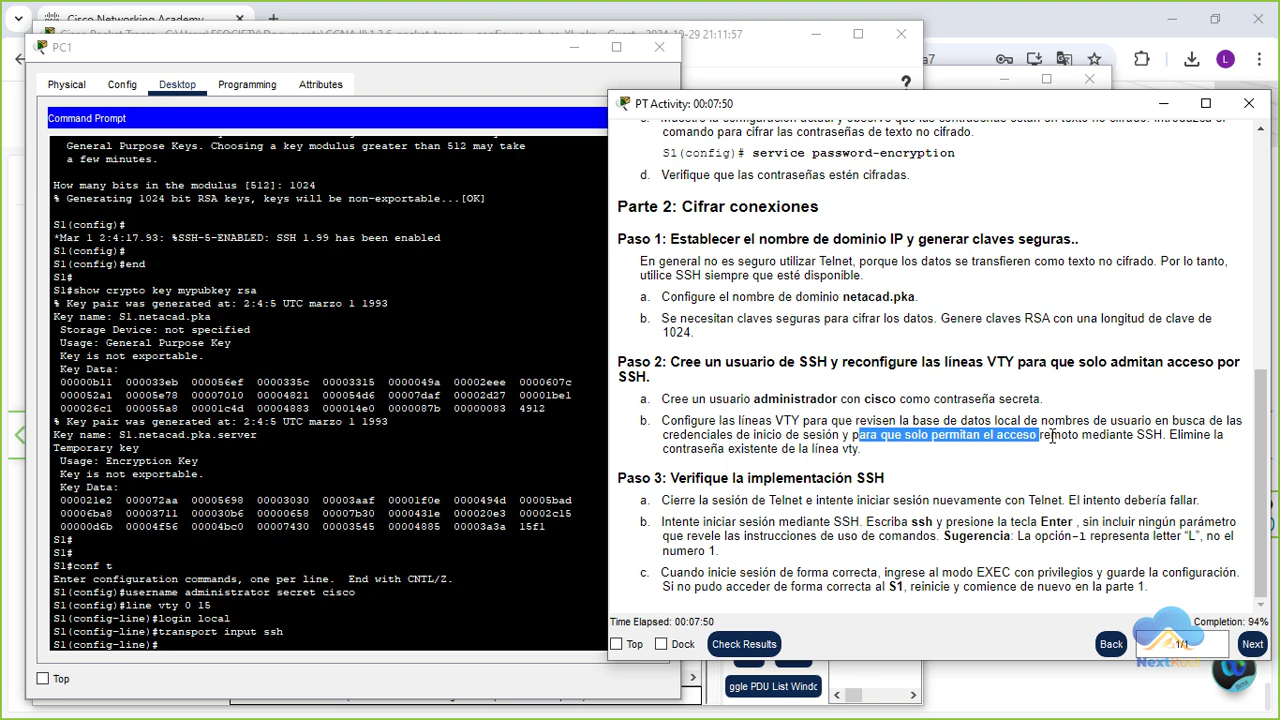 Cisco Networking Academy
2024-10-29 21:11:57
PC1
Physical
Config
Desktop
Programming
Attributes
Command Prompt
General Purpose Keys. Choosing a key modulus greater than 512 may take
a few minutes.
How many bits in the modulus [512]: 1024
% Generating 1024 bit RSA keys, keys will be non-exportable...[OK]
S1(config)#
*Mar 1 2:4:17.93: %SSH-5-ENABLED: SSH 1.99 has been enabled
S1(config)#
S1(config)#end
S1#
S1#show crypto key mypubkey rsa
% Key pair was generated at: 2:4:5 UTC marzo 1 1993
Key name: S1.netacad.pka
Storage Device: not specified
Usage: General Purpose Key
Key is not exportable.
Key Data:
00000b11 000033eb 000056ef 0000335c 00003315 0000049a 00002eee 0000607c
000052a1 00005e78 00007010 00004821 000054d6 00007daf 00002d27 00001be1
000026c1 000055a8 00001c4d 00004883 000014e0 0000087b 00000083 4912
% Key pair was generated at: 2:4:5 UTC marzo 1 1993
Key name: S1.netacad.pka.server
Temporary key
Usage: Encryption Key
Key is not exportable.
Key Data:
000021e2 000072aa 00005698 00003030 00003aaf 00001f0e 0000494d 00005bad
00006ba8 00003711 000030b6 00000658 00007b30 0000431e 000020e3 00002c15
00000d6b 00004f56 00004bc0 00007430 00003545 00004885 00003a3a 15f1
S1#
S1#
S1#conf t
Enter configuration commands, one per line. End with CNTL/Z.
S1(config)#username administrator secret cisco
S1(config)#line vty 0 15
S1(config-line)#login local
S1(config-line)#transport input ssh
S1(config-line)#
Top
PT Activity: 00:07:50
comando para cifrar las contraseñas de texto no cifrado.
S1(config)# service password-encryption
d. Verifique que las contraseñas estén cifradas.
Parte 2: Cifrar conexiones
Paso 1: Establecer el nombre de dominio IP y generar claves seguras..
En general no es seguro utilizar Telnet, porque los datos se transfieren como texto no cifrado. Por lo tanto,
utilice SSH siempre que esté disponible.
a. Configure el nombre de dominio netacad.pka.
b. Se necesitan claves seguras para cifrar los datos. Genere claves RSA con una longitud de clave de
1024.
Paso 2: Cree un usuario de SSH y reconfigure las líneas VTY para que solo admitan acceso por
SSH.
a. Cree un usuario administrador con cisco como contraseña secreta.
b. Configure las líneas VTY para que revisen la base de datos local de nombres de usuario en busca de las
credenciales de inicio de sesión y para que solo permitan el acceso remoto mediante SSH. Elimine la
contraseña existente de la línea vty.
Paso 3: Verifique la implementación SSH
a. Cierre la sesión de Telnet e intente iniciar sesión nuevamente con Telnet. El intento debería fallar.
b. Intente iniciar sesión mediante SSH. Escriba ssh y presione la tecla Enter , sin incluir ningún parámetro
que revele las instrucciones de uso de comandos. Sugerencia: La opción-l representa letter “L”, no el
numero 1.
c. Cuando inicie sesión de forma correcta, ingrese al modo EXEC con privilegios y guarde la configuración.
Si no pudo acceder de forma correcta al S1, reinicie y comience de nuevo en la parte 1.
Time Elapsed: 00:07:50
Completion: 94%
Top
Dock
Check Results
Back
1/1
Next
ggle PDU List Windo